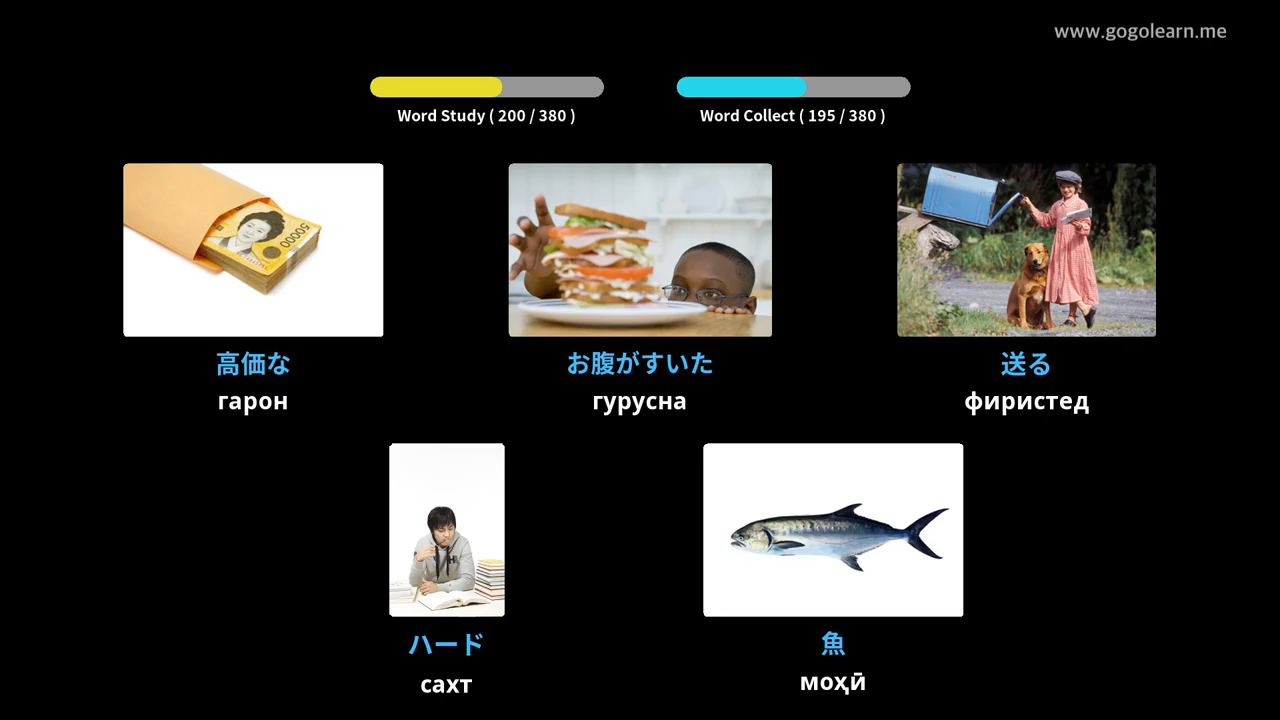 www.gogolearn.me
Word Study ( 200 / 380 )
Word Collect ( 195 / 380 )
50000
高価な
гарон
お腹がすいた
гурусна
送る
фиристед
ハード
сахт
魚
моҳӣ